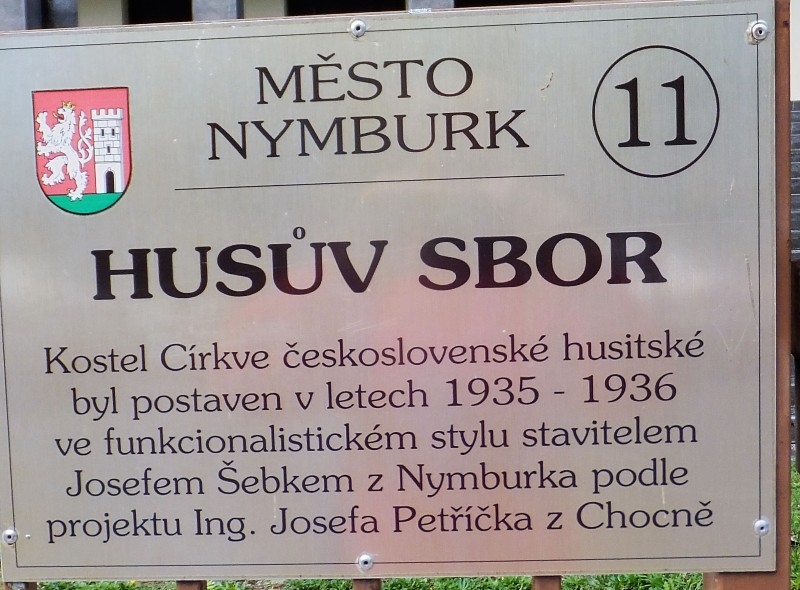 MĚSTO
NYMBURK
11
HUSŮV SBOR
Kostel Církve československé husitské
byl postaven v letech 1935 - 1936
ve funkcionalistickém stylu stavitelem
Josefem Šebkem z Nymburka podle
projektu Ing. Josefa Petříčka z Chocně